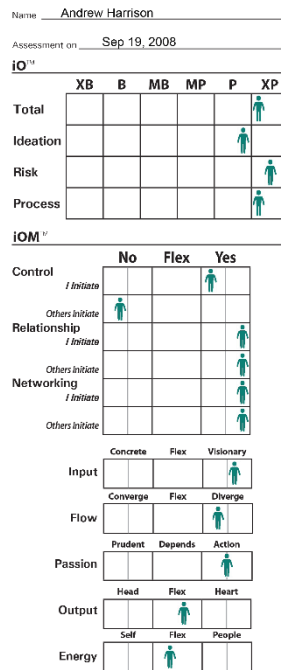 Name Andrew Harrison
Assessment on Sep 19, 2008
iO™
XB B MB MP P XP
Total
Ideation
Risk
Process
iOM
No Flex Yes
Control
I Initiate
Others Initiate
Relationship
I Initiate
Others Initiate
Networking
I Initiate
Others Initiate
Concrete Flex Visionary
Input
Converge Flex Diverge
Flow
Prudent Depends Action
Passion
Head Flex Heart
Output
Self Flex People
Energy